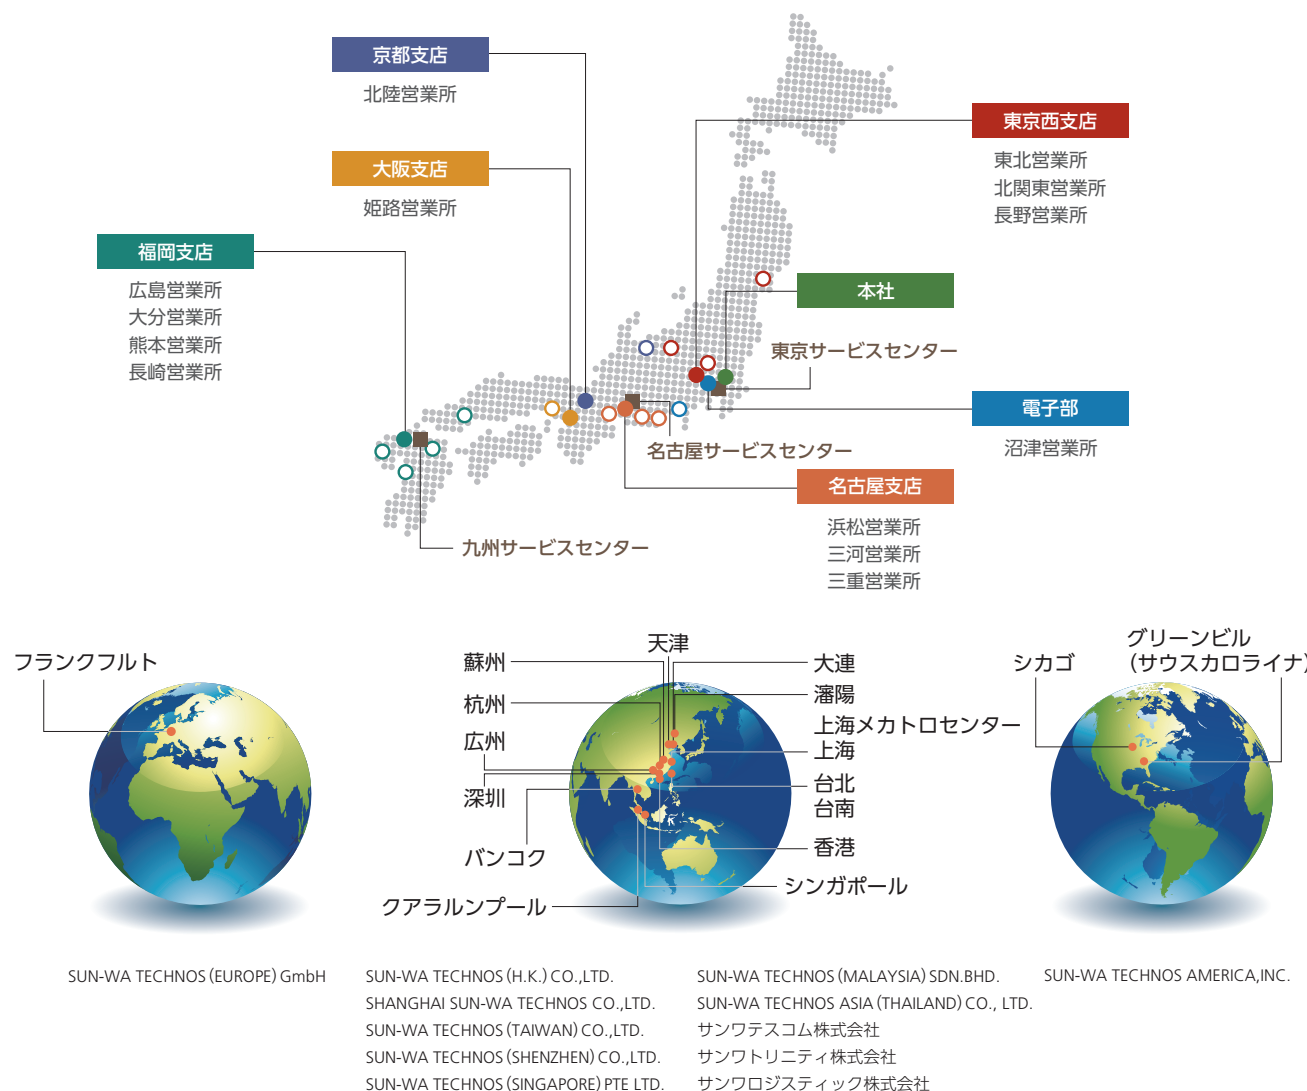 京都支店
北陸営業所
大阪支店
姫路営業所
福岡支店
広島営業所
大分営業所
熊本営業所
長崎営業所
東京西支店
東北営業所
北関東営業所
長野営業所
本社
東京サービスセンター
電子部
沼津営業所
名古屋サービスセンター
名古屋支店
浜松営業所
三河営業所
三重営業所
九州サービスセンター
フランクフルト
天津
蘇州
杭州
広州
深圳
バンコク
クアラルンプール
大連
瀋陽
上海メカトロセンター
上海
台北
台南
香港
シンガポール
シカゴ
グリーンビル
（サウスカロライナ）
SUN-WA TECHNOS (EUROPE) GmbH
SUN-WA TECHNOS (H.K.) CO.,LTD.
SHANGHAI SUN-WA TECHNOS CO.,LTD.
SUN-WA TECHNOS (TAIWAN) CO.,LTD.
SUN-WA TECHNOS (SHENZHEN) CO.,LTD.
SUN-WA TECHNOS (SINGAPORE) PTE LTD.
SUN-WA TECHNOS (MALAYSIA) SDN.BHD.
SUN-WA TECHNOS ASIA (THAILAND) CO., LTD.
サンワテスコム株式会社
サンワトリニティ株式会社
サンワロジスティック株式会社
SUN-WA TECHNOS AMERICA,INC.